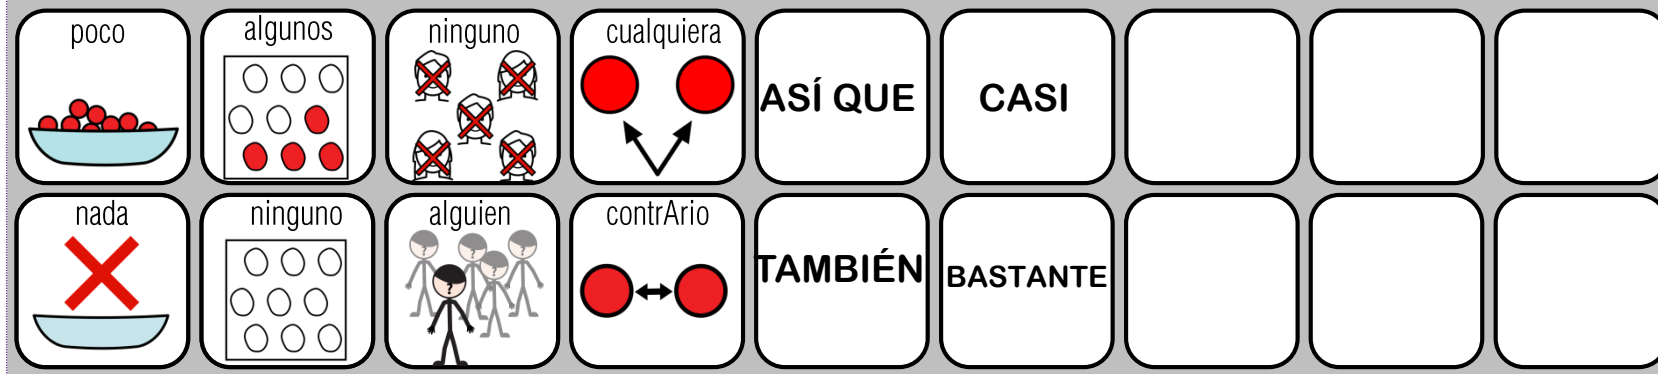 poco
algunos
ninguno
cualquiera
ASÍ QUE
CASI
nada
ninguno
alguien
contrArio
TAMBIÉN
BASTANTE